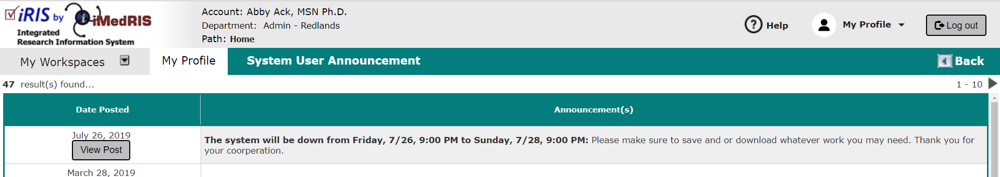 iRIS by iMedRIS
Integrated
Research Information System
Account: Abby Ack, MSN Ph.D.
Department: Admin - Redlands
Path: Home
Help
My Profile
Log out
My Workspaces
My Profile
System User Announcement
Back
47 result(s) found...
1 - 10
Date Posted
Announcement(s)
July 26, 2019
View Post
The system will be down from Friday, 7/26, 9:00 PM to Sunday, 7/28, 9:00 PM: Please make sure to save and or download whatever work you may need. Thank you for
your coorperation.
March 28, 2019